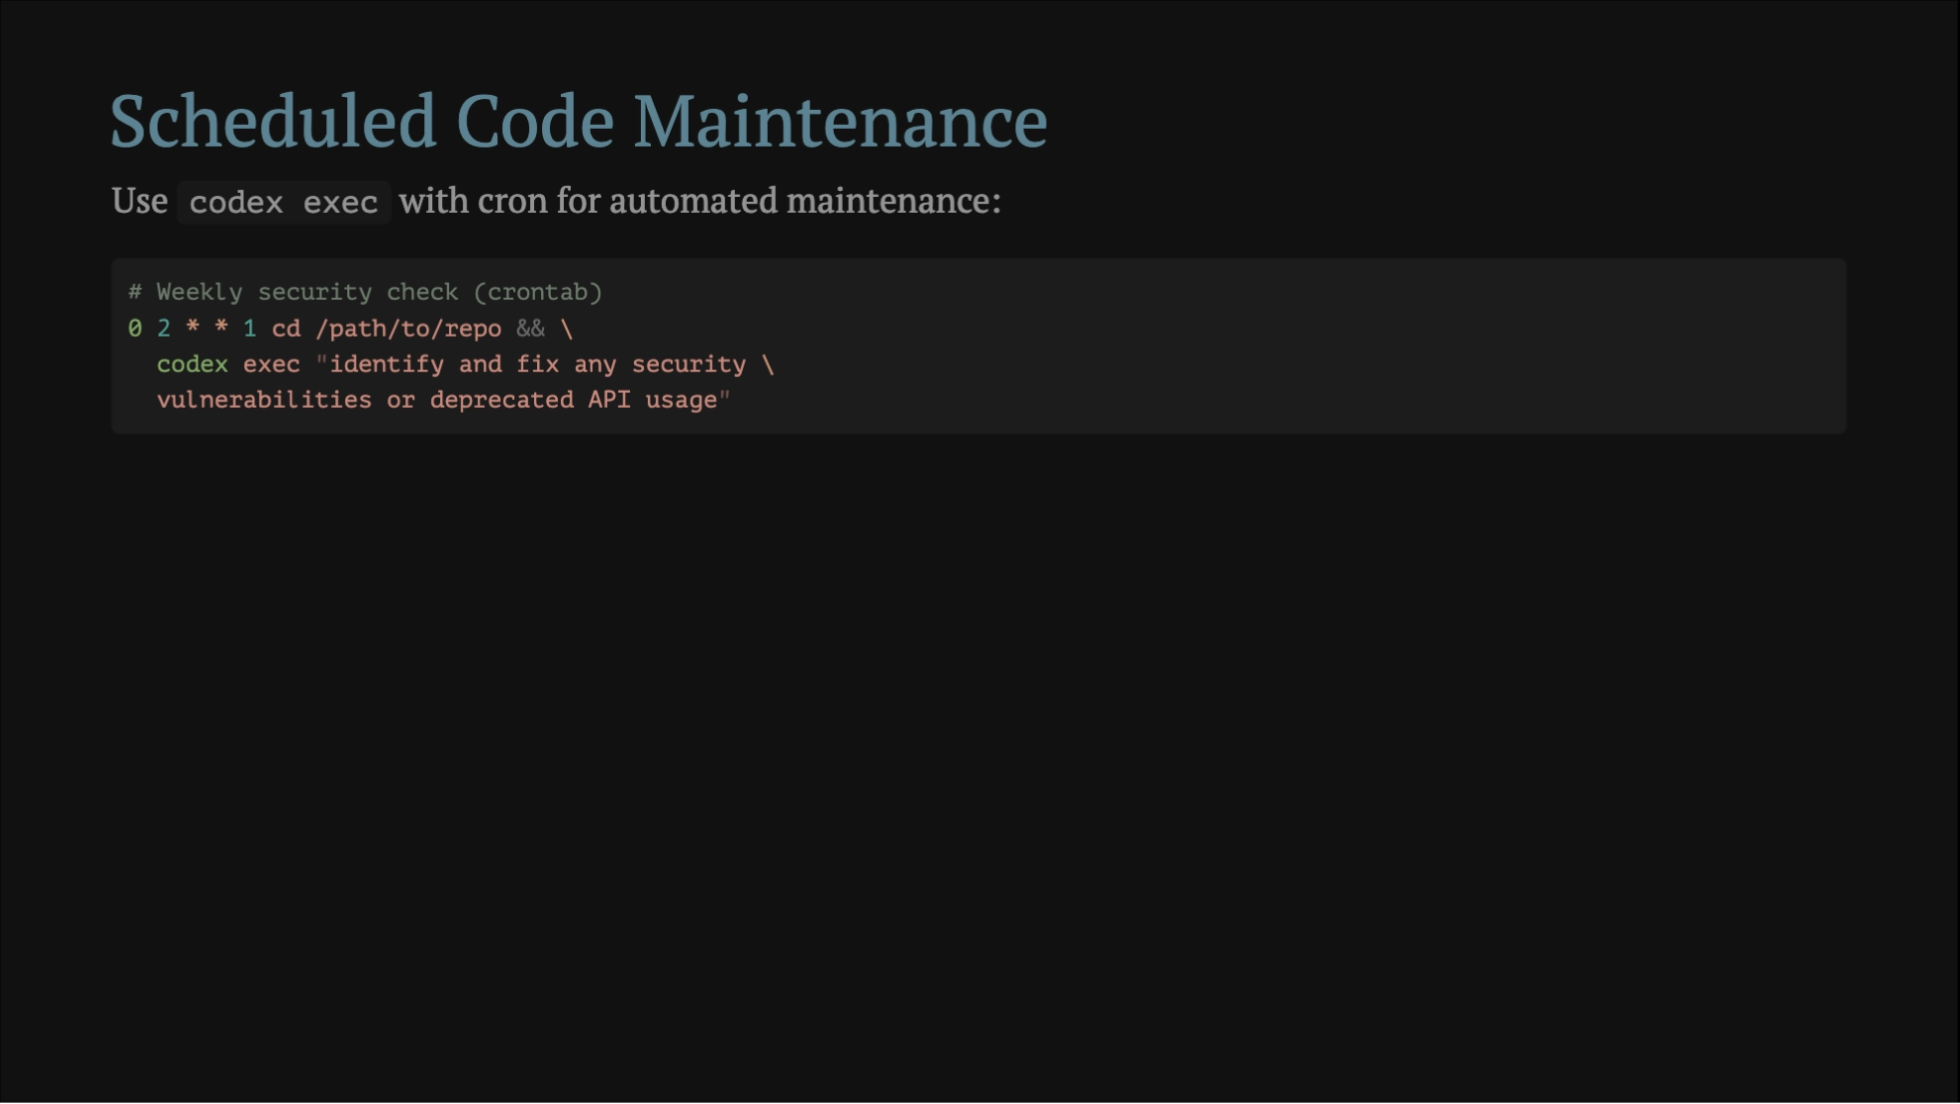 Scheduled Code Maintenance
Use codex exec with cron for automated maintenance:
# Weekly security check (crontab)
0 2 * * 1 cd /path/to/repo && \
codex exec "identify and fix any security \
vulnerabilities or deprecated API usage"